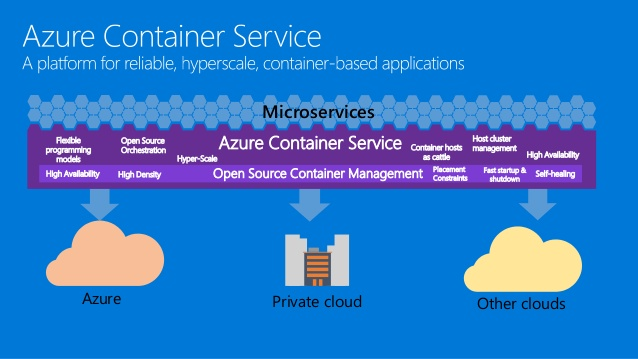 Azure Container Service
A platform for reliable, hyperscale, container-based applications
Microservices
Flexible
programming
models
Open Source
Orchestration
Hyper-Scale
Azure Container Service
Container hosts
as cattle
Host cluster
management
High Availability
High Availability
High Density
Open Source Container Management
Placement
Constraints
Fast startup &
shutdown
Self-healing
Azure
Private cloud
Other clouds